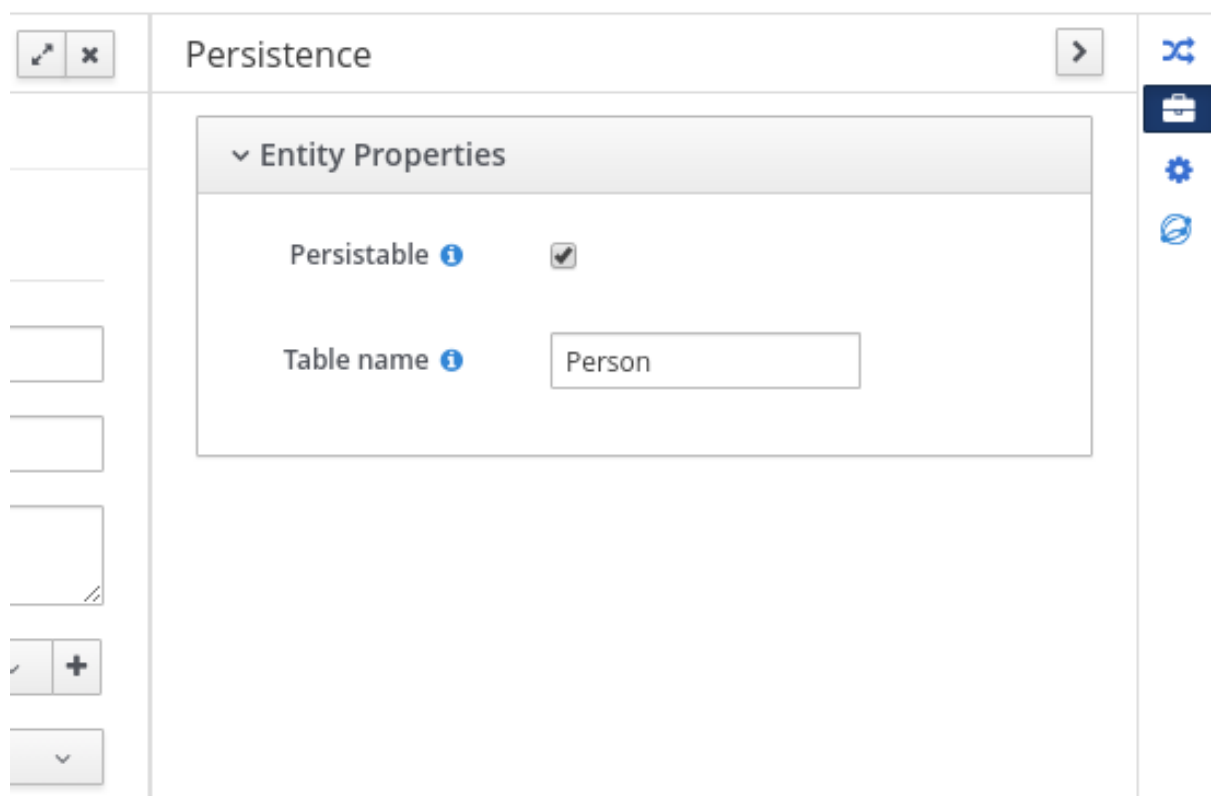 Persistence
Entity Properties
Persistable
Table name
Person